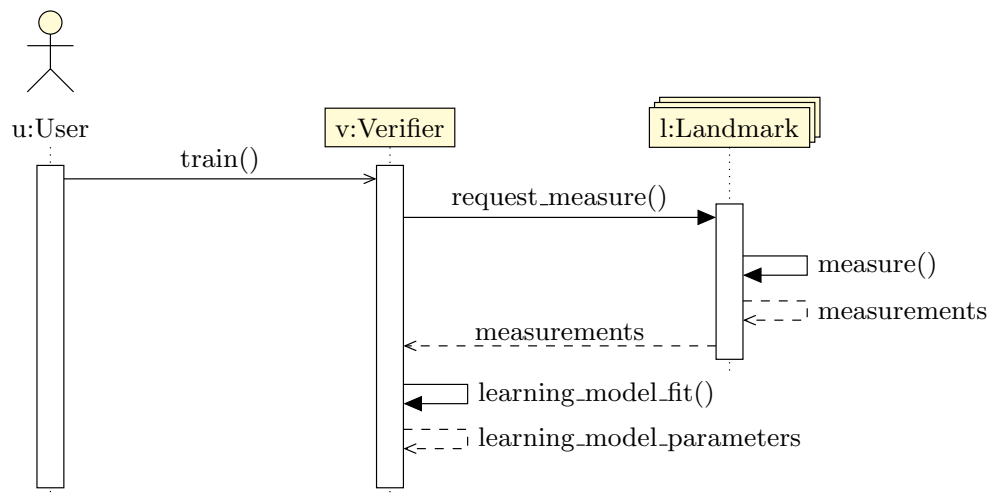 u:User
v:Verifier
l:Landmark
train()
request_measure()
measure()
measurements
measurements
learning_model_fit()
learning_model_parameters